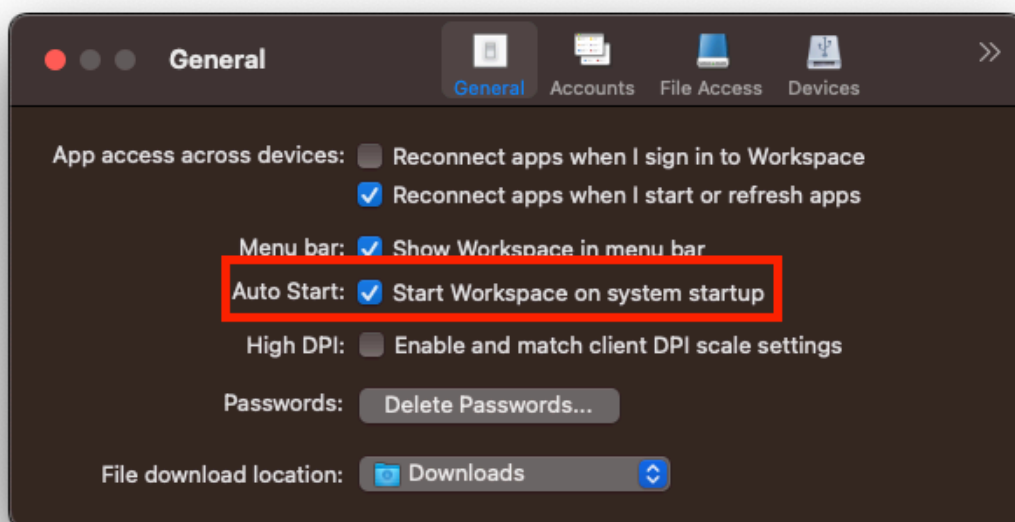 General
General Accounts File Access Devices
App access across devices: Reconnect apps when I sign in to Workspace
Reconnect apps when I start or refresh apps
Menu bar: Show Workspace in menu bar
Auto Start: Start Workspace on system startup
High DPI: Enable and match client DPI scale settings
Passwords: Delete Passwords...
File download location: Downloads